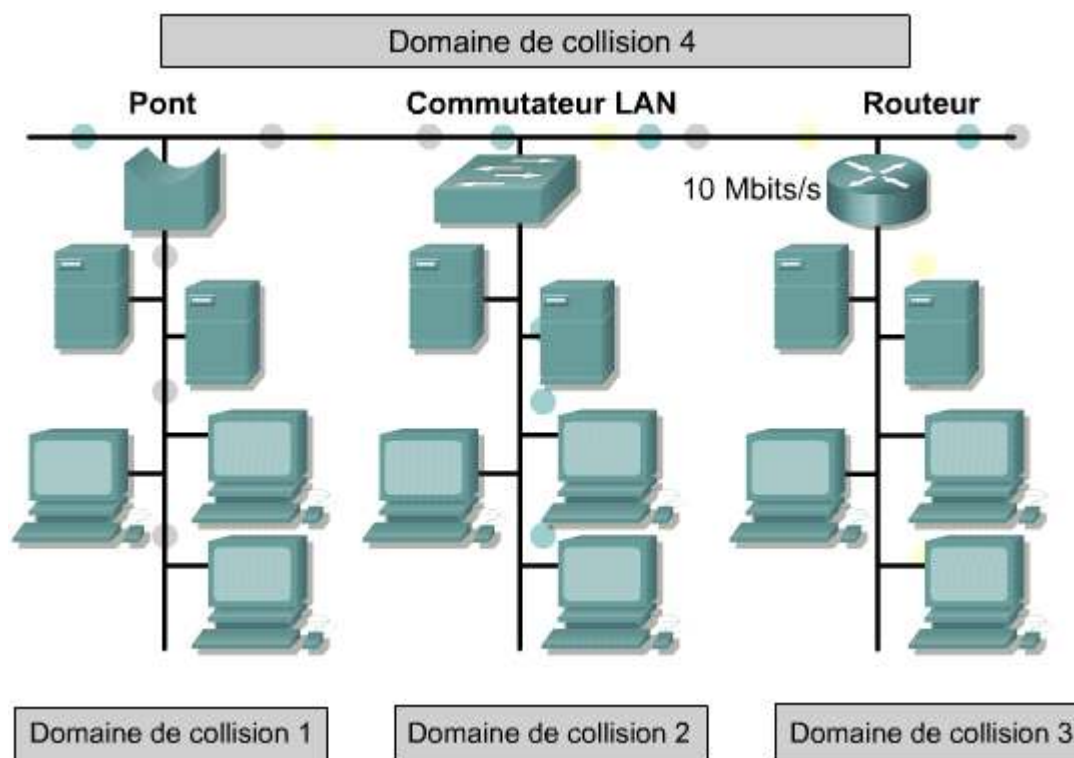 Domaine de collision 4
Pont
Commutateur LAN
Routeur
10 Mbits/s
Domaine de collision 1
Domaine de collision 2
Domaine de collision 3